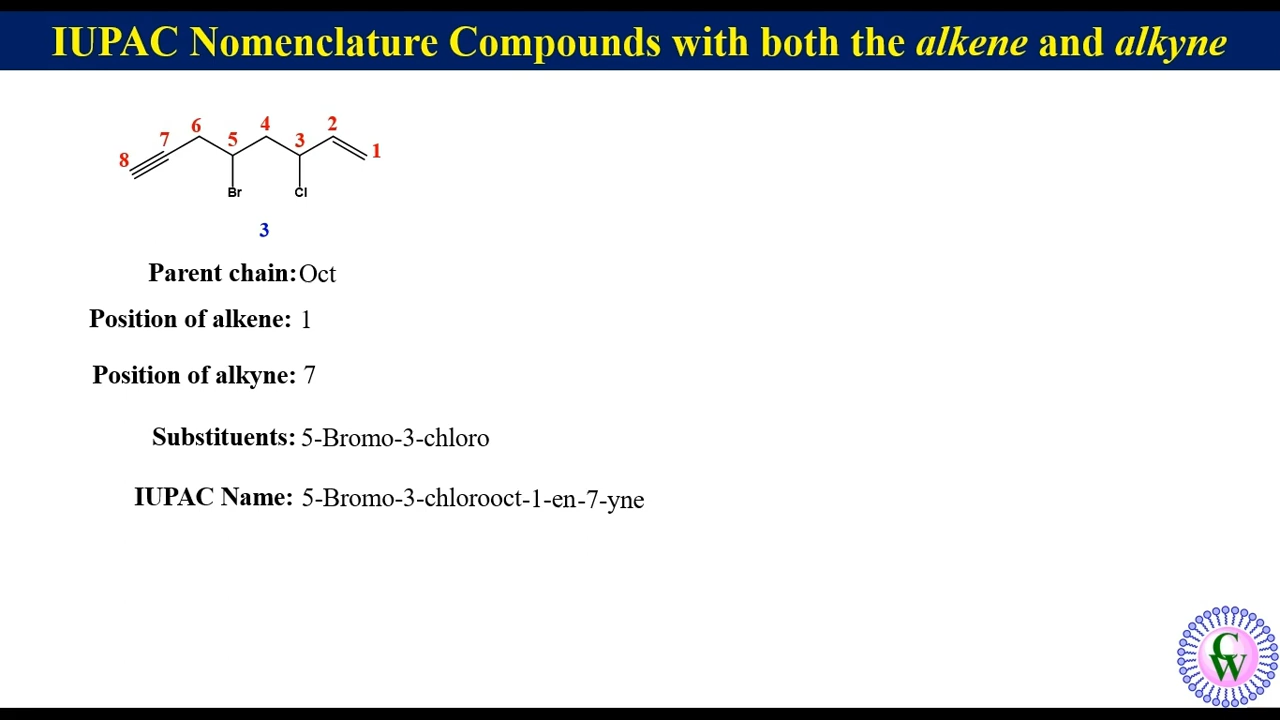 IUPAC Nomenclature Compounds with both the alkene and alkyne
8 7 6 5 4 3 2 1
Br Cl
3
Parent chain: Oct
Position of alkene: 1
Position of alkyne: 7
Substituents: 5-Bromo-3-chloro
IUPAC Name: 5-Bromo-3-chlorooct-1-en-7-yne
C
W